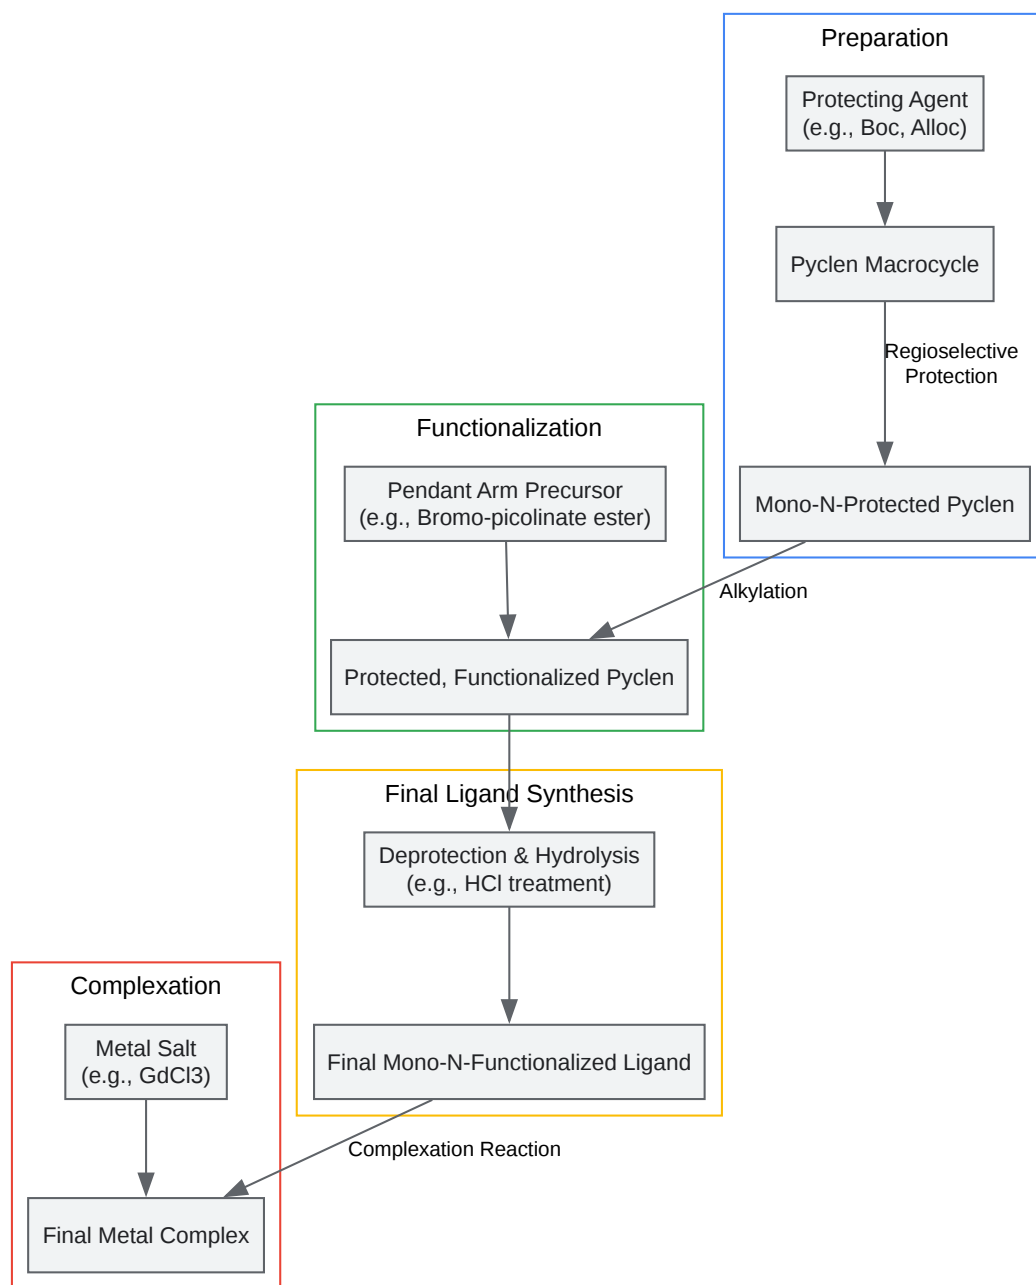 Preparation
Protecting Agent
(e.g., Boc, Alloc)
Pyclen Macrocycle
Regioselective
Protection
Mono-N-Protected Pyclen
Functionalization
Pendant Arm Precursor
(e.g., Bromo-picolinate ester)
Alkylation
Protected, Functionalized Pyclen
Final Ligand Synthesis
Deprotection & Hydrolysis
(e.g., HCl treatment)
Final Mono-N-Functionalized Ligand
Complexation
Metal Salt
(e.g., GdCl3)
Complexation Reaction
Final Metal Complex